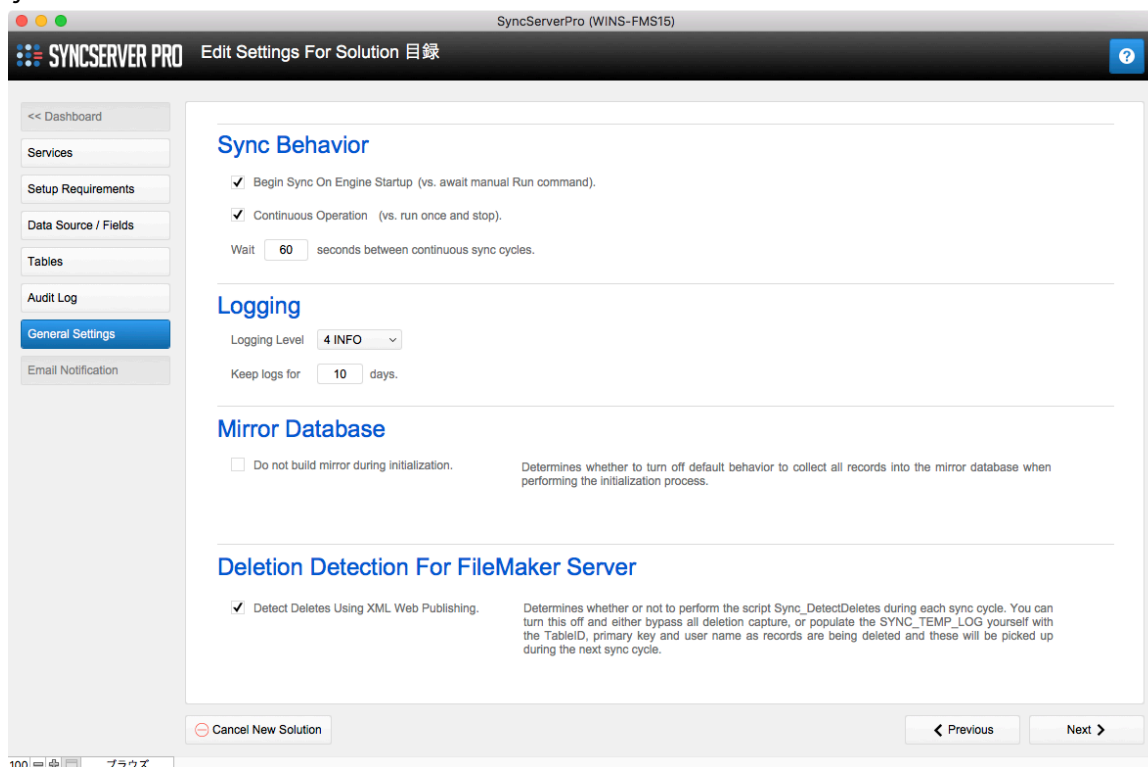 SyncServerPro (WINS-FMS15)
SYNCSERVER PRO
Edit Settings For Solution 目録
?
<< Dashboard
Services
Setup Requirements
Data Source / Fields
Tables
Audit Log
General Settings
Email Notification
Sync Behavior
Begin Sync On Engine Startup (vs. await manual Run command).
Continuous Operation (vs. run once and stop).
Wait 60 seconds between continuous sync cycles.
Logging
Logging Level 4 INFO
Keep logs for 10 days.
Mirror Database
Do not build mirror during initialization.
Determines whether to turn off default behavior to collect all records into the mirror database when
performing the initialization process.
Deletion Detection For FileMaker Server
Detect Deletes Using XML Web Publishing.
Determines whether or not to perform the script Sync_DetectDeletes during each sync cycle. You can
turn this off and either bypass all deletion capture, or populate the SYNC_TEMP_LOG yourself with
the TableID, primary key and user name as records are being deleted and these will be picked up
during the next sync cycle.
Cancel New Solution
Previous
Next
100
ブラウズ